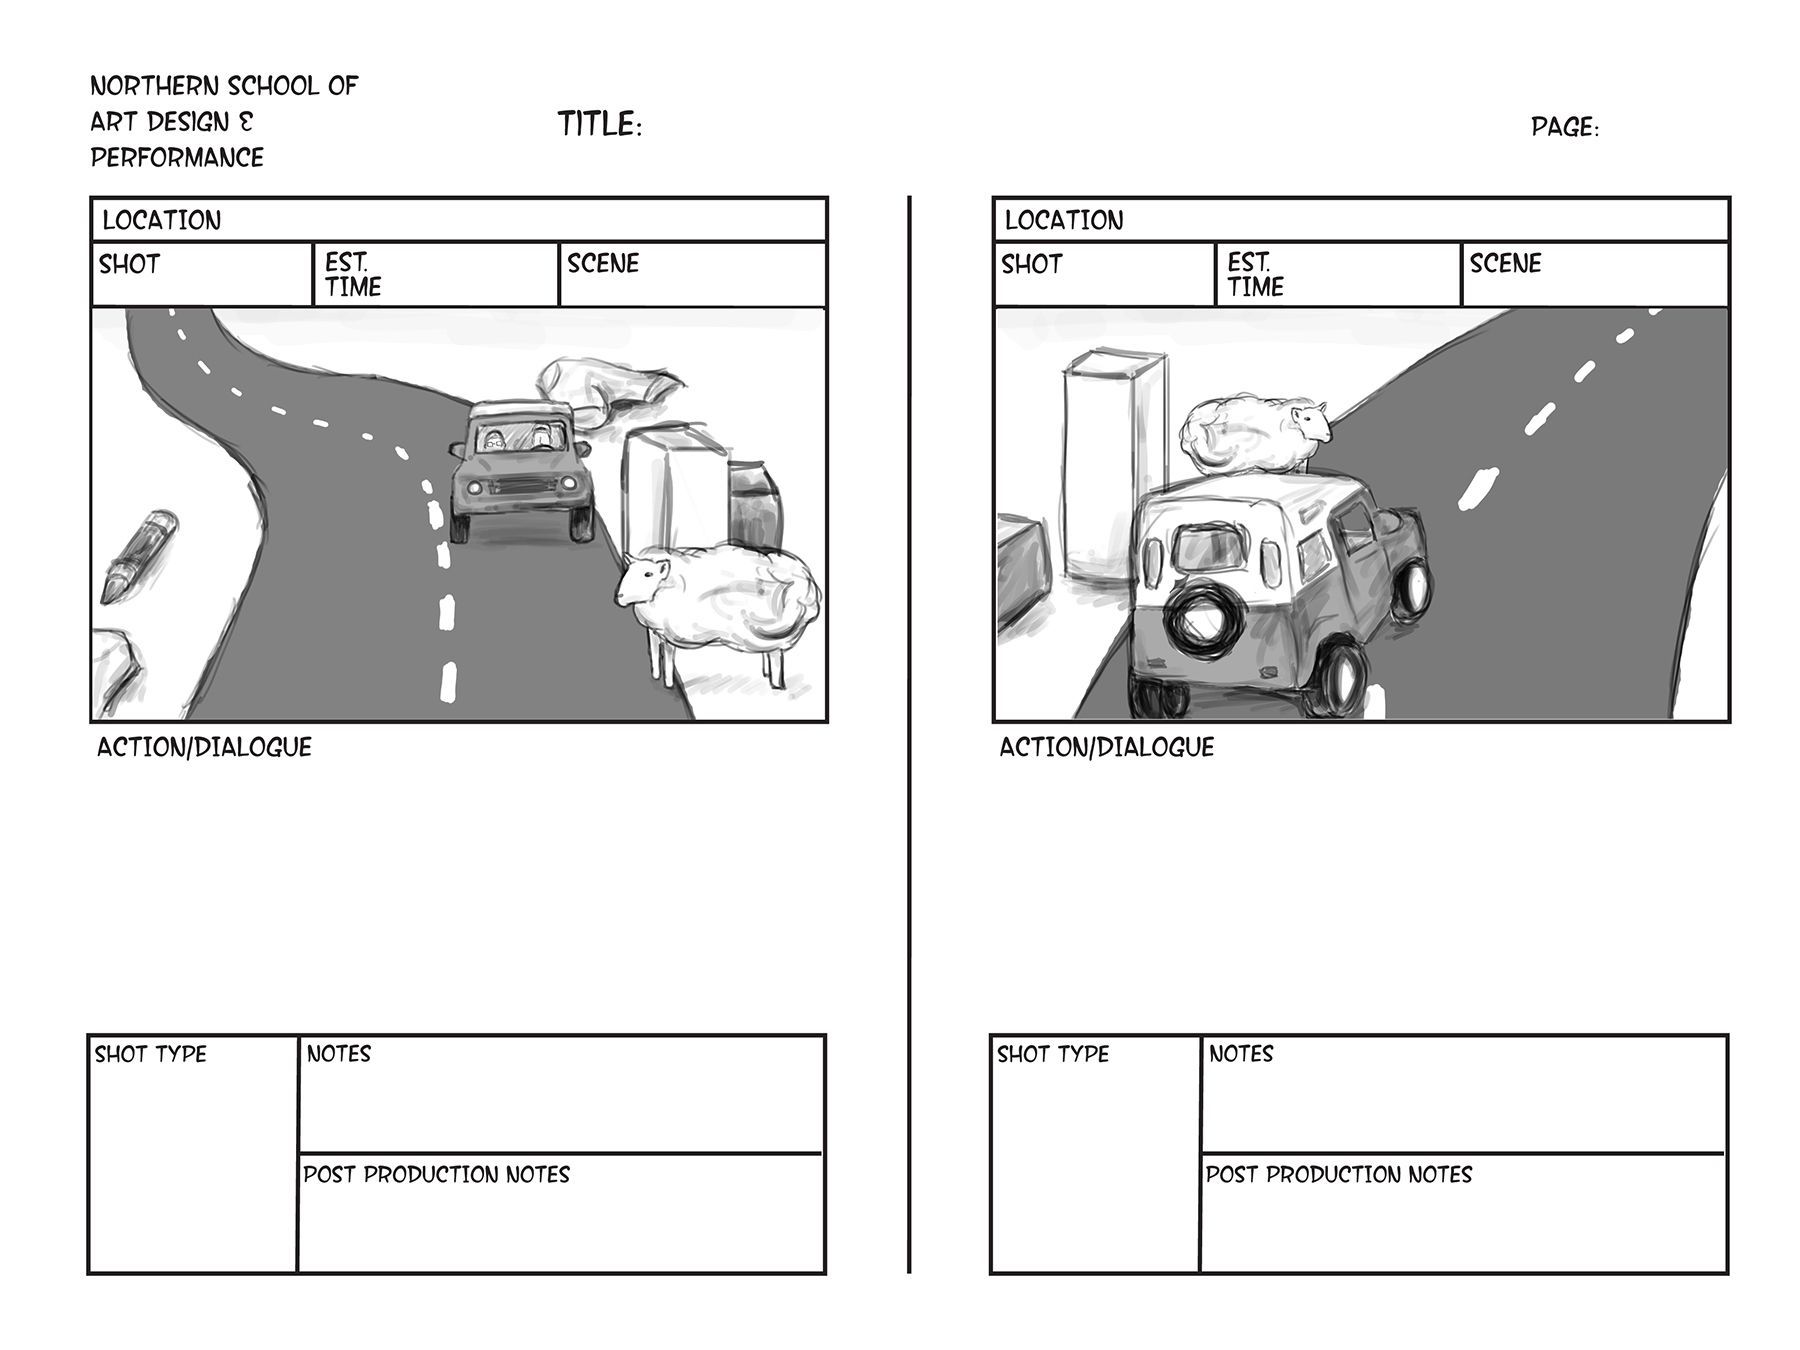 NORTHERN SCHOOL OF
ART DESIGN &
PERFORMANCE
TITLE:
PAGE:
LOCATION
SHOT
EST.
TIME
SCENE
ACTION/DIALOGUE
SHOT TYPE
NOTES
POST PRODUCTION NOTES
LOCATION
SHOT
EST.
TIME
SCENE
ACTION/DIALOGUE
SHOT TYPE
NOTES
POST PRODUCTION NOTES